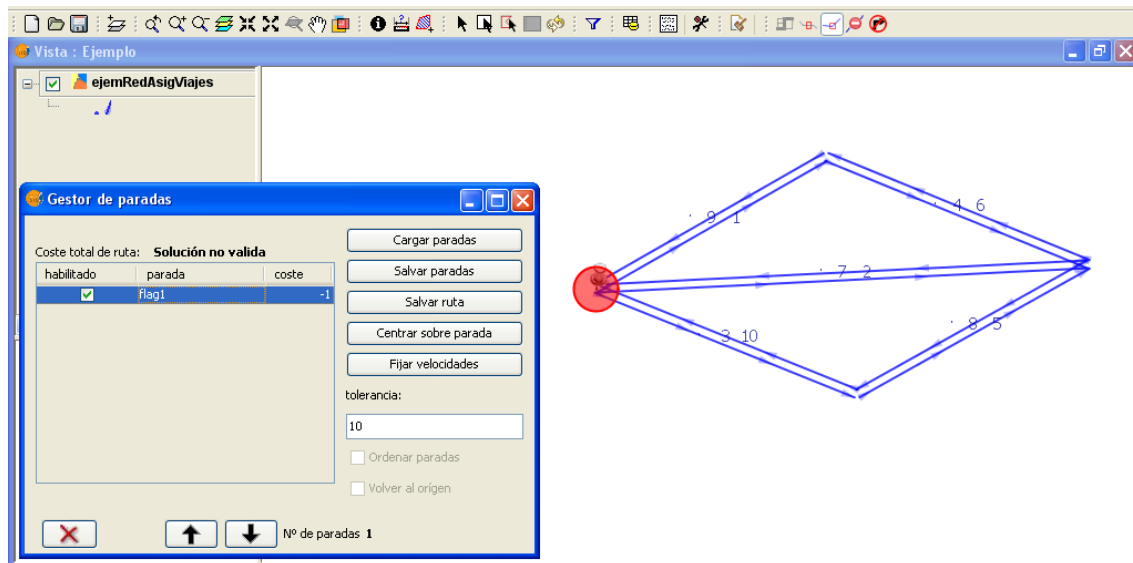 Vista : Ejemplo
ejemRedAsigViajes
Gestor de paradas
Coste total de ruta: Solución no valida
habilitado parada coste
flag1 -1
Cargar paradas
Salvar paradas
Salvar ruta
Centrar sobre parada
Fijar velocidades
tolerancia:
10
Ordenar paradas
Volver al origen
Nº de paradas 1
9 1
4 6
7 2
3 10
8 5